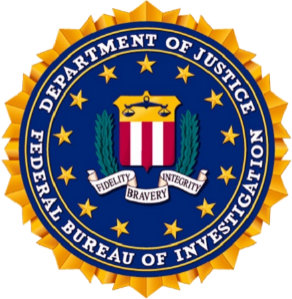 DEPARTMENT OF JUSTICE
FIDELITY
BRAVERY
INTEGRITY
FEDERAL BUREAU OF INVESTIGATION